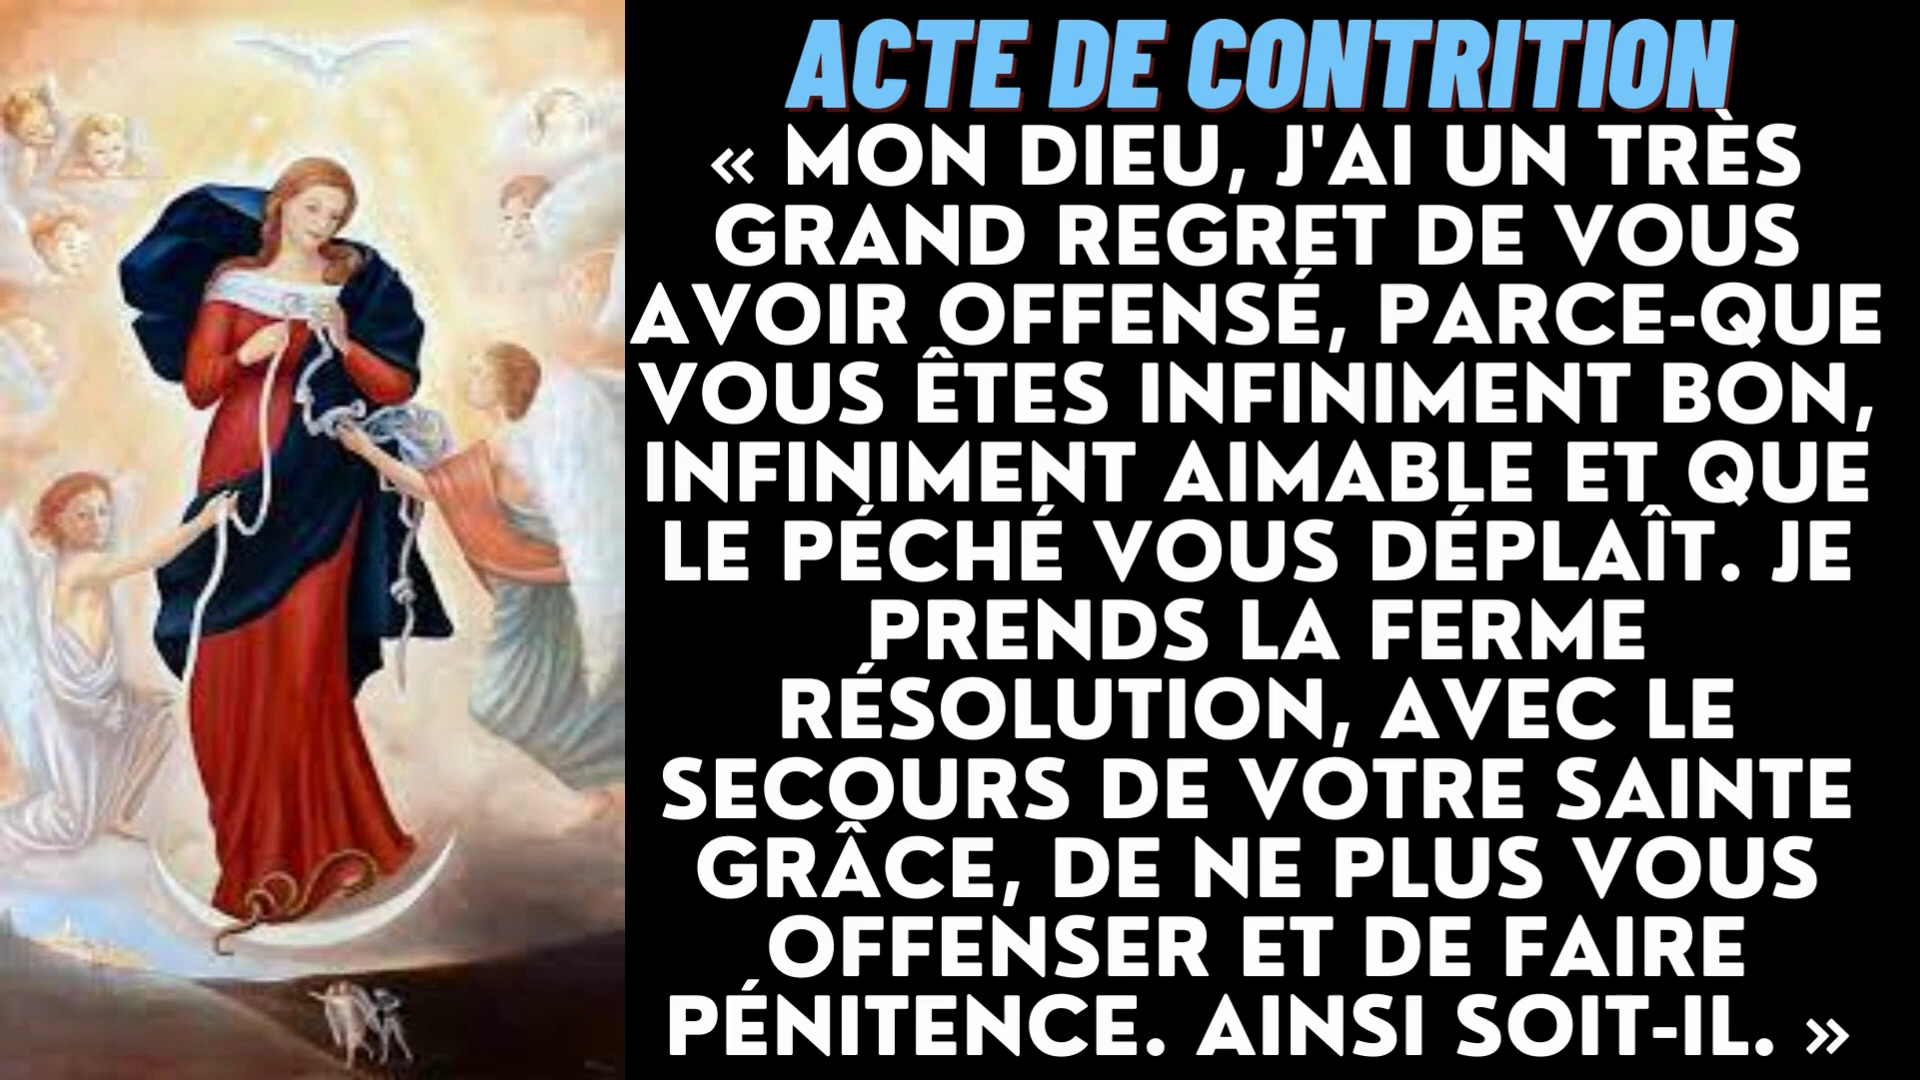 ACTE DE CONTRITION
« MON DIEU, J'AI UN TRÈS
GRAND REGRET DE VOUS
AVOIR OFFENSÉ, PARCE-QUE
VOUS ÊTES INFINIMENT BON,
INFINIMENT AIMABLE ET QUE
LE PÉCHÉ VOUS DÉPLAÎT. JE
PRENDS LA FERME
RÉSOLUTION, AVEC LE
SECOURS DE VOTRE SAINTE
GRÂCE, DE NE PLUS VOUS
OFFENSER ET DE FAIRE
PÉNITENCE. AINSI SOIT-IL. »